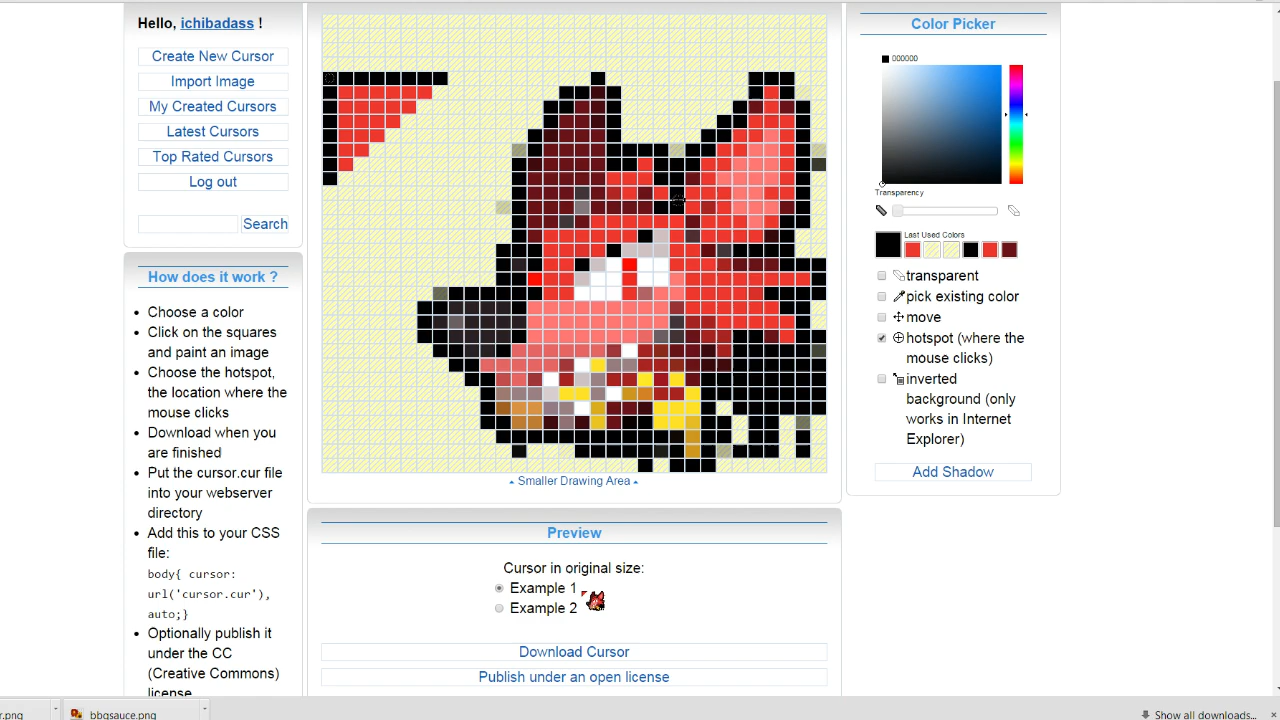 Hello, ichibadass !
Create New Cursor
Import Image
My Created Cursors
Latest Cursors
Top Rated Cursors
Log out
Search
How does it work ?
Choose a color
Click on the squares
and paint an image
Choose the hotspot,
the location where the
mouse clicks
Download when you
are finished
Put the cursor.cur file
into your webserver
directory
Add this to your CSS
file:
body{ cursor:
url('cursor.cur'),
auto;}
Optionally publish it
under the CC
(Creative Commons)
license
Smaller Drawing Area
Preview
Cursor in original size:
Example 1
Example 2
Download Cursor
Publish under an open license
Color Picker
000000
Transparency
Last Used Colors
transparent
pick existing color
move
hotspot (where the
mouse clicks)
inverted
background (only
works in Internet
Explorer)
Add Shadow
r.png
bbqsauce.png
Show all downloads...